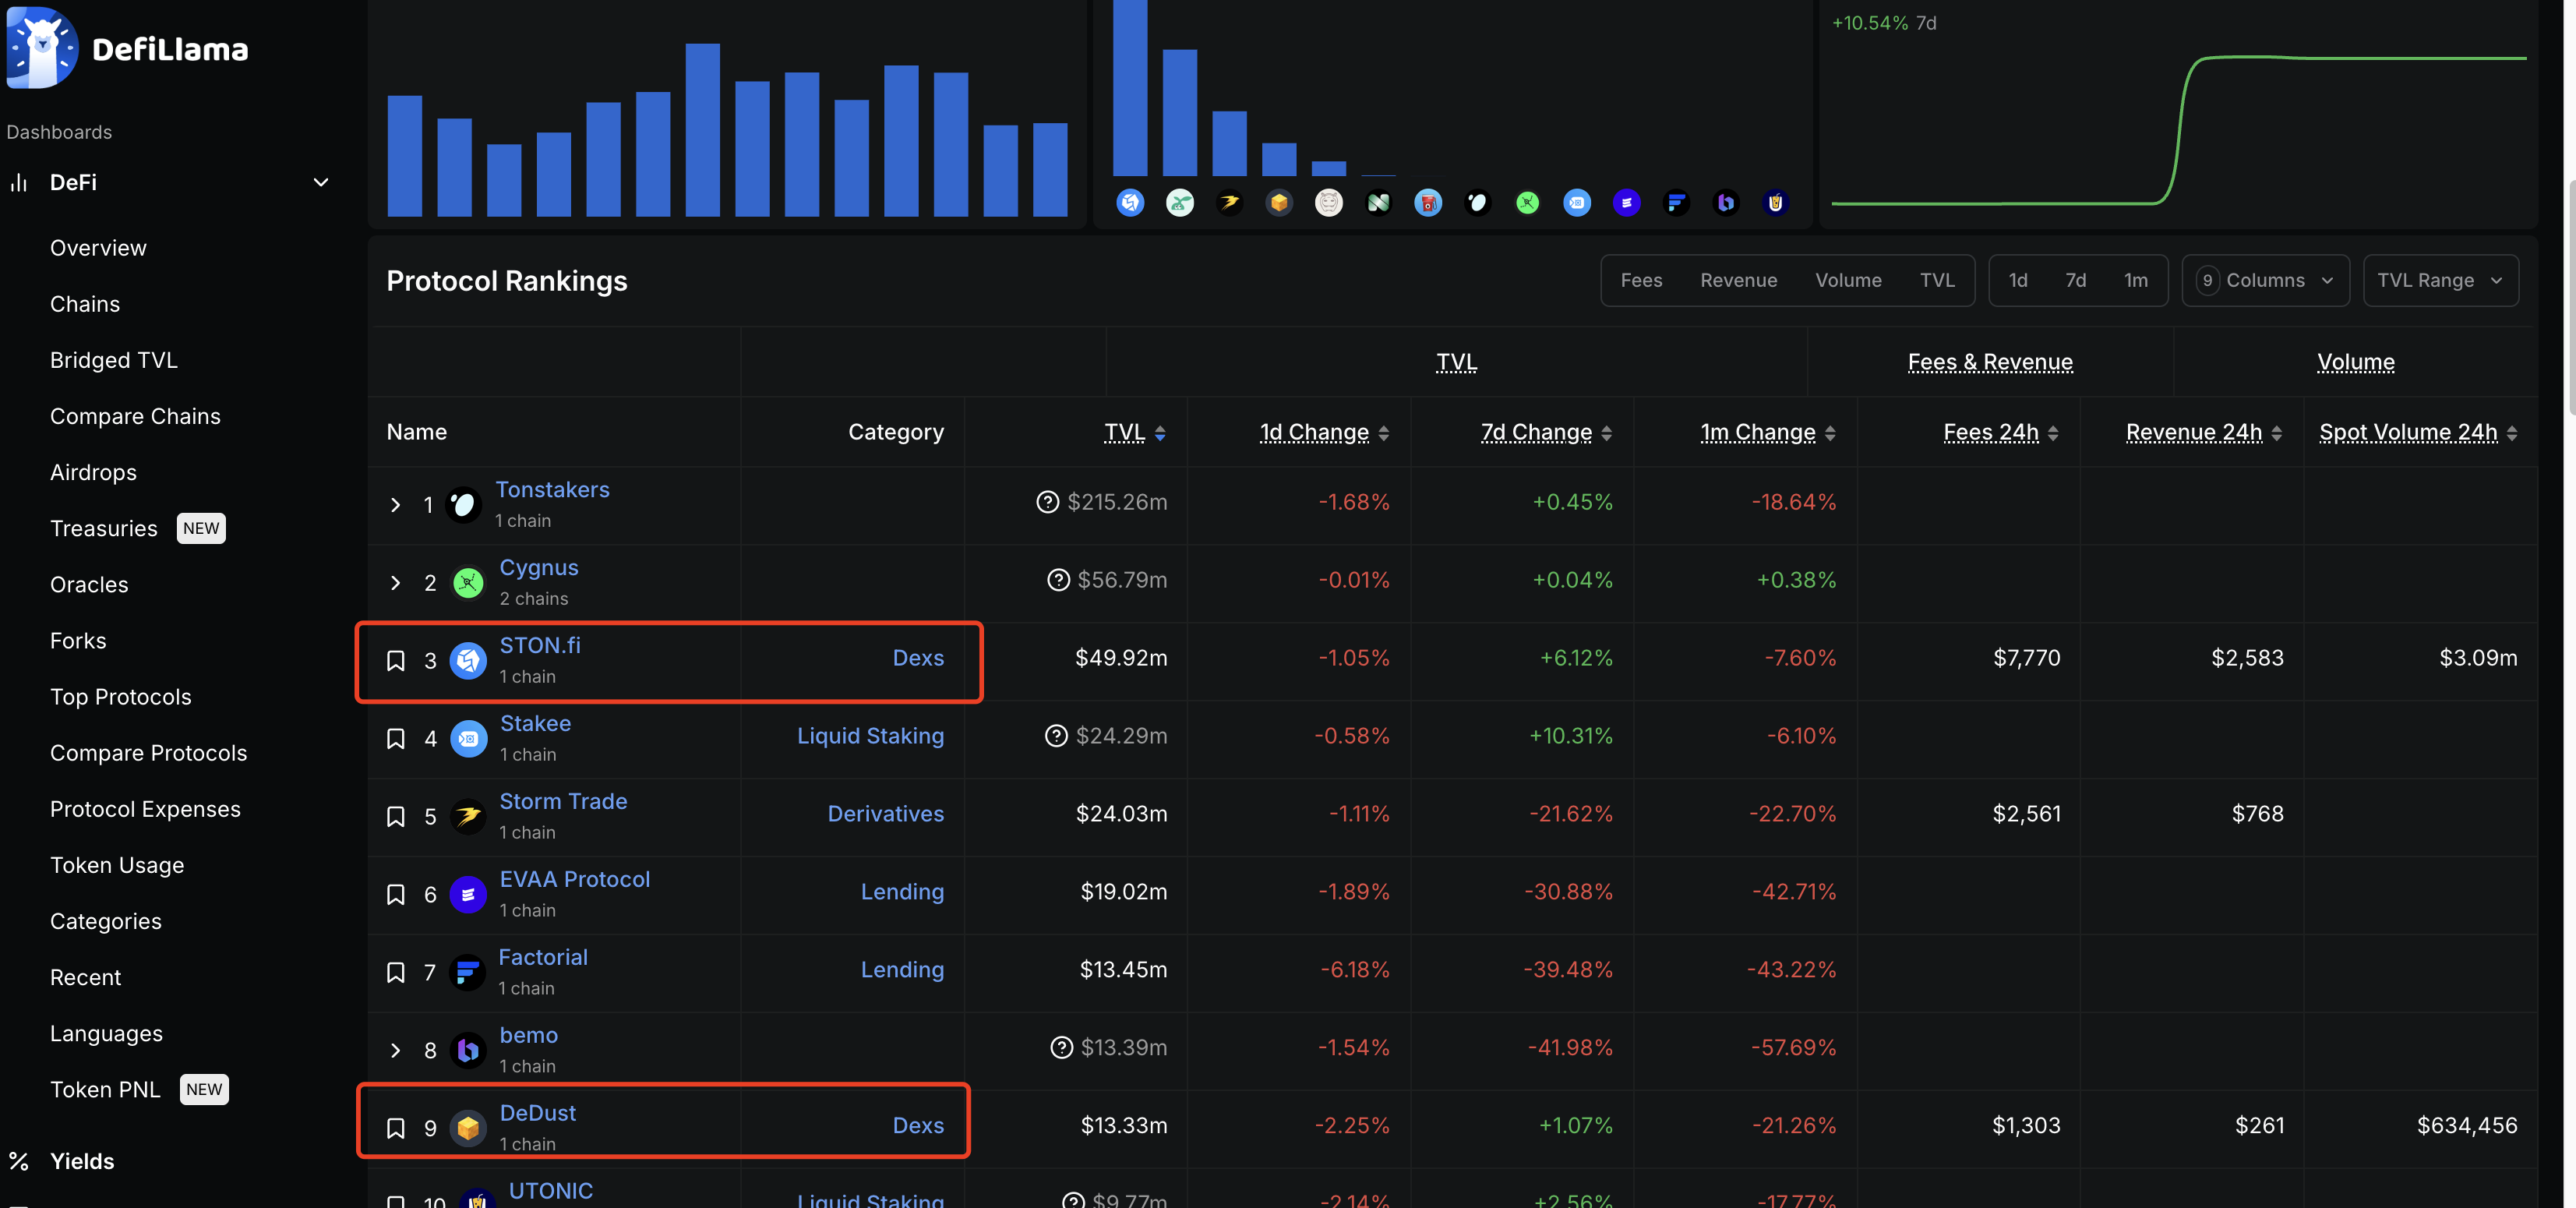 DefiLlama
+10.54% 7d
Dashboards
DeFi
Overview
Chains
Bridged TVL
Compare Chains
Airdrops
Treasuries NEW
Oracles
Forks
Top Protocols
Compare Protocols
Protocol Expenses
Token Usage
Categories
Recent
Languages
Token PNL NEW
Yields
Protocol Rankings
Fees Revenue Volume TVL
1d 7d 1m
9 Columns
TVL Range
TVL Fees & Revenue Volume
Name Category TVL 1d Change 7d Change 1m Change Fees 24h Revenue 24h Spot Volume 24h
1 Tonstakers $215.26m -1.68% +0.45% -18.64%
1 chain
2 Cygnus $56.79m -0.01% +0.04% +0.38%
2 chains
3 STON.fi Dexs $49.92m -1.05% +6.12% -7.60% $7,770 $2,583 $3.09m
1 chain
4 Stakee Liquid Staking $24.29m -0.58% +10.31% -6.10%
1 chain
5 Storm Trade Derivatives $24.03m -1.11% -21.62% -22.70% $2,561 $768
1 chain
6 EVAA Protocol Lending $19.02m -1.89% -30.88% -42.71%
1 chain
7 Factorial Lending $13.45m -6.18% -39.48% -43.22%
1 chain
8 bemo $13.39m -1.54% -41.98% -57.69%
1 chain
9 DeDust Dexs $13.33m -2.25% +1.07% -21.26% $1,303 $261 $634,456
1 chain
10 UTONIC Liquid Staking $9.77m -2.14% +2.56% -17.77%